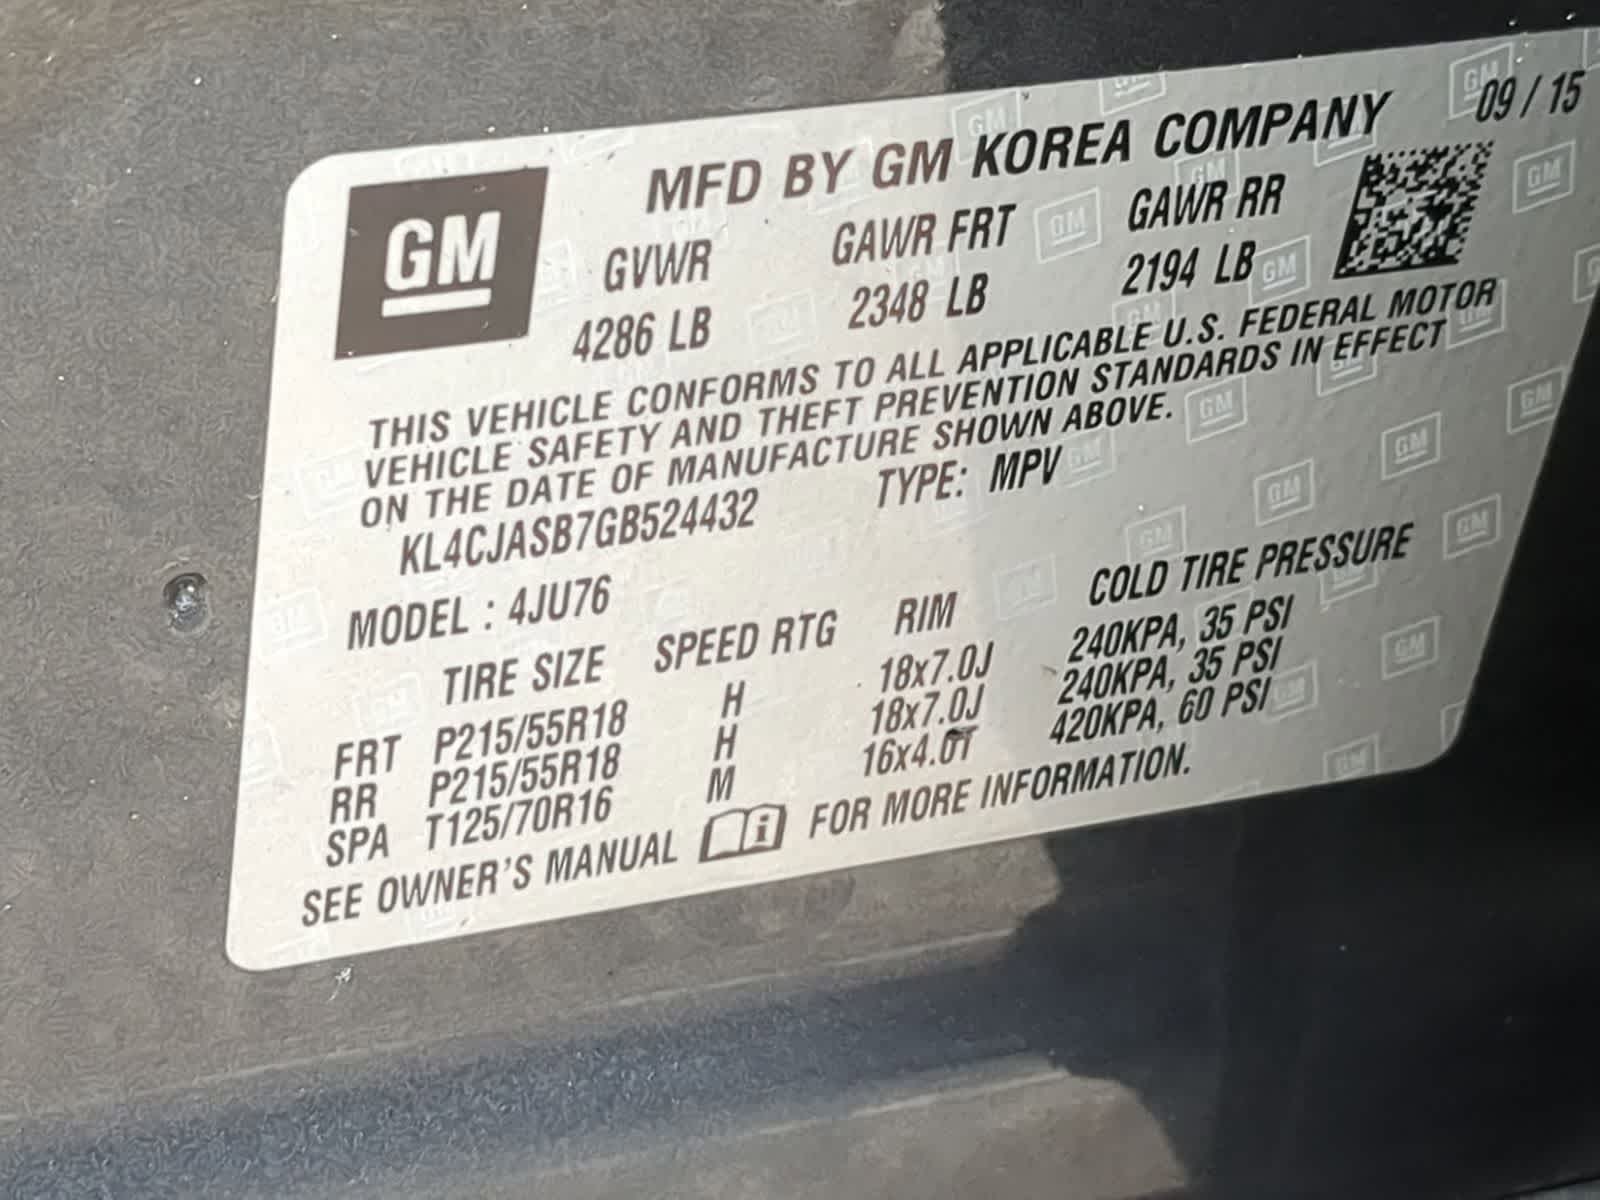 09/15
MFD BY GM KOREA COMPANY
GM
GVWR GAWR FRT GAWR RR
4286 LB 2348 LB 2194 LB
THIS VEHICLE CONFORMS TO ALL APPLICABLE U.S. FEDERAL MOTOR
VEHICLE SAFETY AND THEFT PREVENTION STANDARDS IN EFFECT
ON THE DATE OF MANUFACTURE SHOWN ABOVE.
KL4CJASB7GB524432 TYPE: MPV
MODEL : 4JU76
TIRE SIZE SPEED RTG RIM COLD TIRE PRESSURE
FRT P215/55R18 H 18x7.0J 240KPA, 35 PSI
RR P215/55R18 H 18x7.0J 240KPA, 35 PSI
SPA T125/70R16 M 16x4.0T 420KPA, 60 PSI
SEE OWNER'S MANUAL FOR MORE INFORMATION.